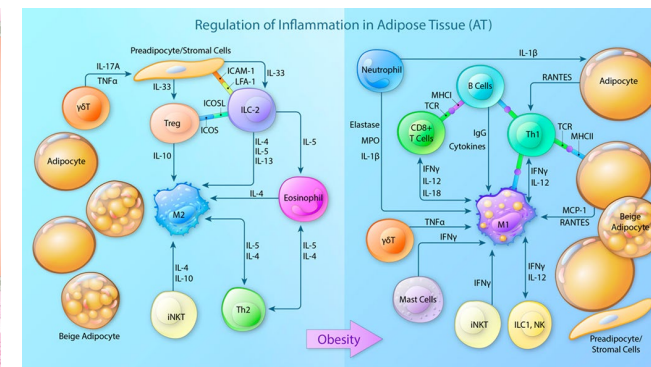 Regulation of Inflammation in Adipose Tissue (AT)
Preadipocyte/Stromal Cells
IL-17A
TNFα
γδT
IL-33
ICAM-1
LFA-1
IL-33
ICOSL
ILC-2
Treg
ICOS
Adipocyte
IL-10
IL-4
IL-5
IL-13
IL-5
M2
IL-4
Eosinophil
IL-5
IL-4
IL-5
IL-4
IL-4
IL-10
iNKT
Th2
Beige Adipocyte
Obesity
IL-1β
Neutrophil
B Cells
RANTES
Adipocyte
MHCI
TCR
CD8+
T Cells
Th1
TCR
MHCII
Elastase
MPO
IL-1β
IgG
Cytokines
IFNγ
IL-12
IL-18
IFNγ
IL-12
MCP-1
RANTES
Beige
Adipocyte
M1
TNFα
γδT
IFNγ
Mast Cells
IFNγ
IFNγ
IL-12
iNKT
ILC1, NK
Preadipocyte/
Stromal Cells